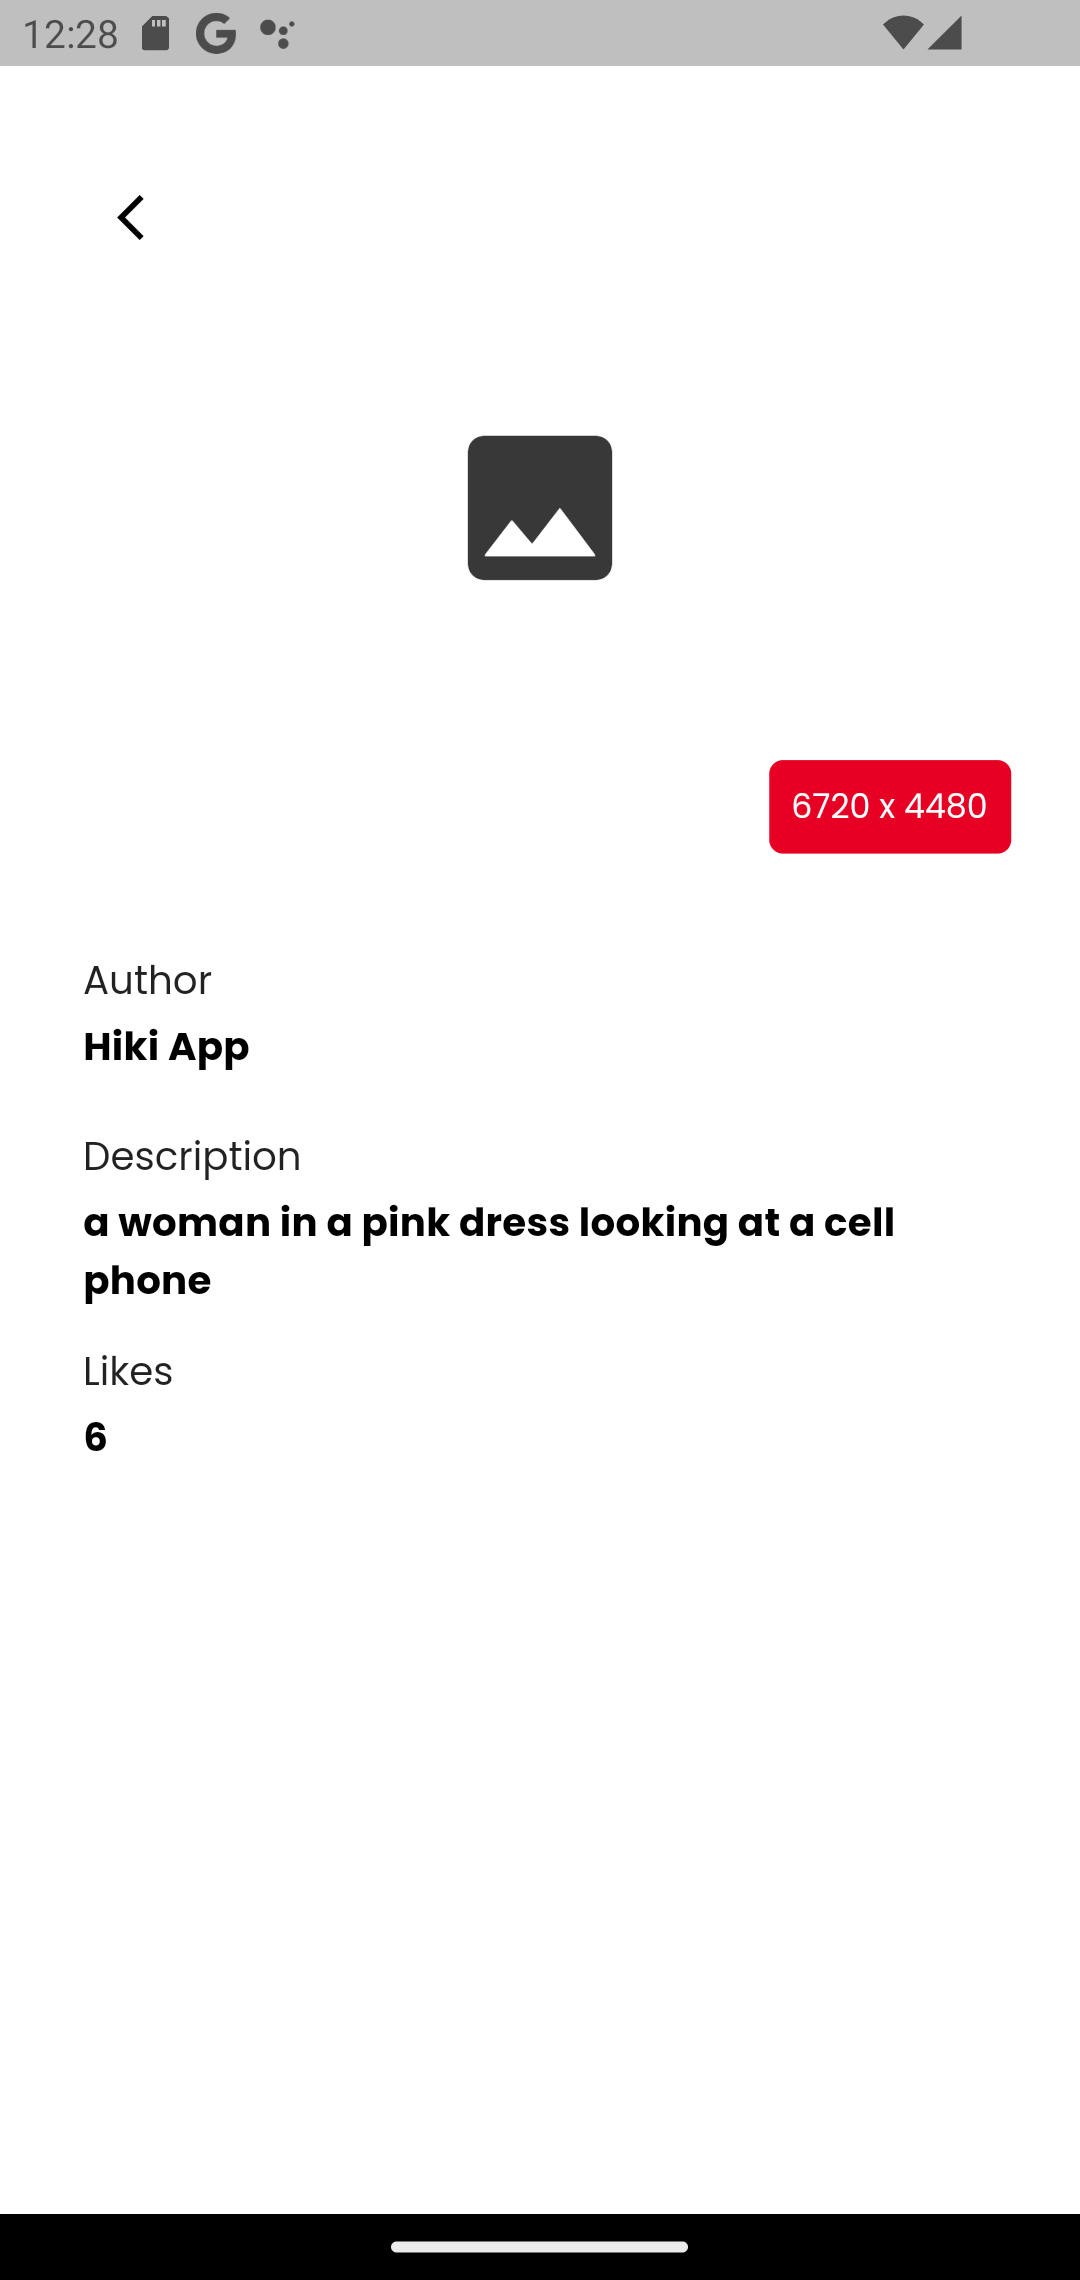 12:28
6720 x 4480
Author
Hiki App
Description
a woman in a pink dress looking at a cell
phone
Likes
6